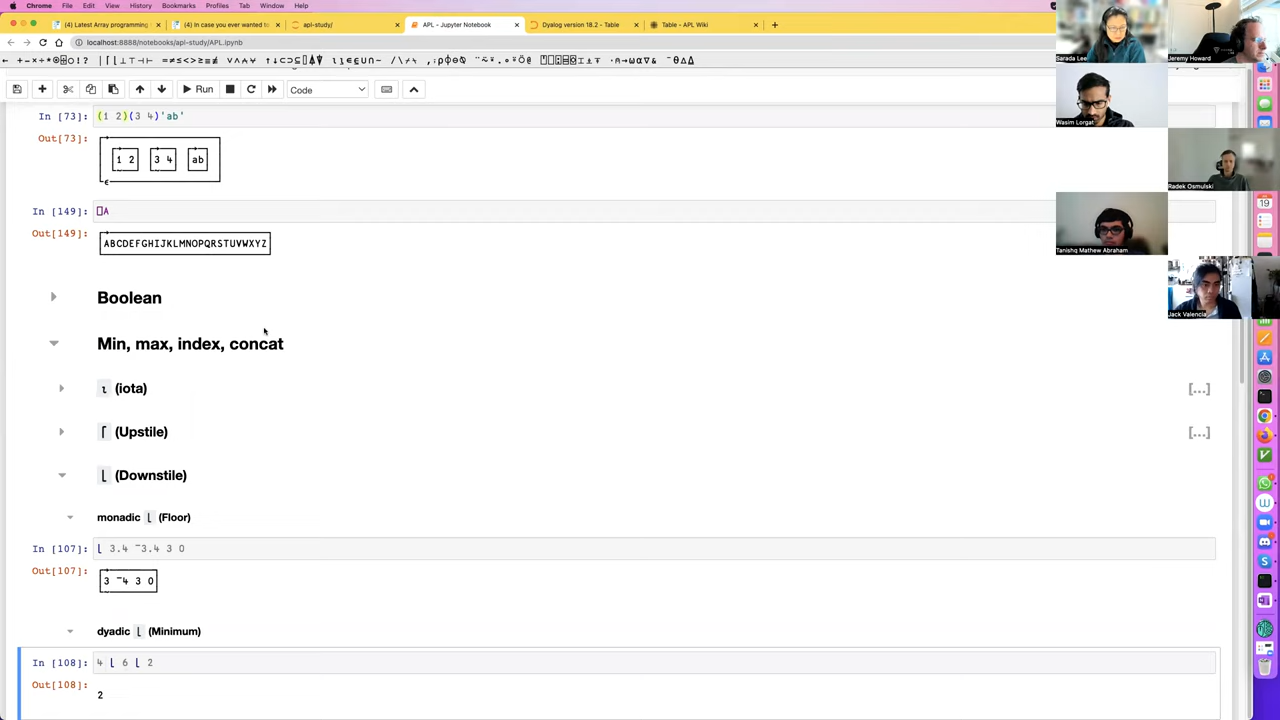 Chrome File Edit View History Bookmarks Profiles Tab Window Help
(4) Latest Array programming
(4) In case you ever wanted to
apl-study/
APL - Jupyter Notebook
Dyalog version 18.2 - Table
Table - APL Wiki
localhost:8888/notebooks/apl-study/APL.ipynb
Run
Code
In [73]: (1 2)(3 4)'ab'
Out[73]:
1 2 3 4 ab
∊
In [149]: ⎕A
Out[149]:
ABCDEFGHIJKLMNOPQRSTUVWXYZ
Boolean
Min, max, index, concat
⍳ (iota)
[...]
⌈ (Upstile)
[...]
⌊ (Downstile)
monadic ⌊ (Floor)
In [107]: ⌊ 3.4 ¯3.4 3 0
Out[107]:
3 ¯4 3 0
dyadic ⌊ (Minimum)
In [108]: 4 ⌊ 6 ⌊ 2
Out[108]:
2
Sarada Lee
Jeremy Howard
Wasim Lorgat
Radek Osmulski
Tanishq Mathew Abraham
Jack Valencia
19